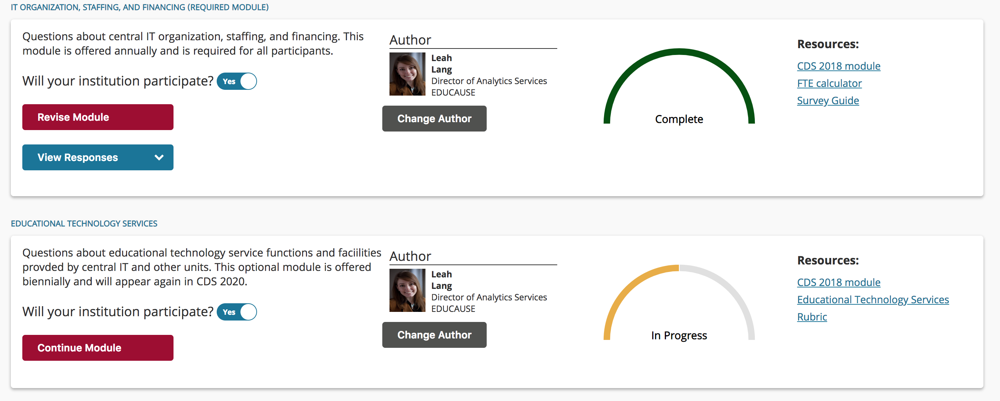 IT ORGANIZATION, STAFFING, AND FINANCING (REQUIRED MODULE)
Questions about central IT organization, staffing, and financing. This
module is offered annually and is required for all participants.
Will your institution participate? Yes
Revise Module
View Responses
Author
Leah
Lang
Director of Analytics Services
EDUCAUSE
Change Author
Complete
Resources:
CDS 2018 module
FTE calculator
Survey Guide
EDUCATIONAL TECHNOLOGY SERVICES
Questions about educational technology service functions and faciilities
provded by central IT and other units. This optional module is offered
biennially and will appear again in CDS 2020.
Will your institution participate? Yes
Continue Module
Author
Leah
Lang
Director of Analytics Services
EDUCAUSE
Change Author
In Progress
Resources:
CDS 2018 module
Educational Technology Services
Rubric